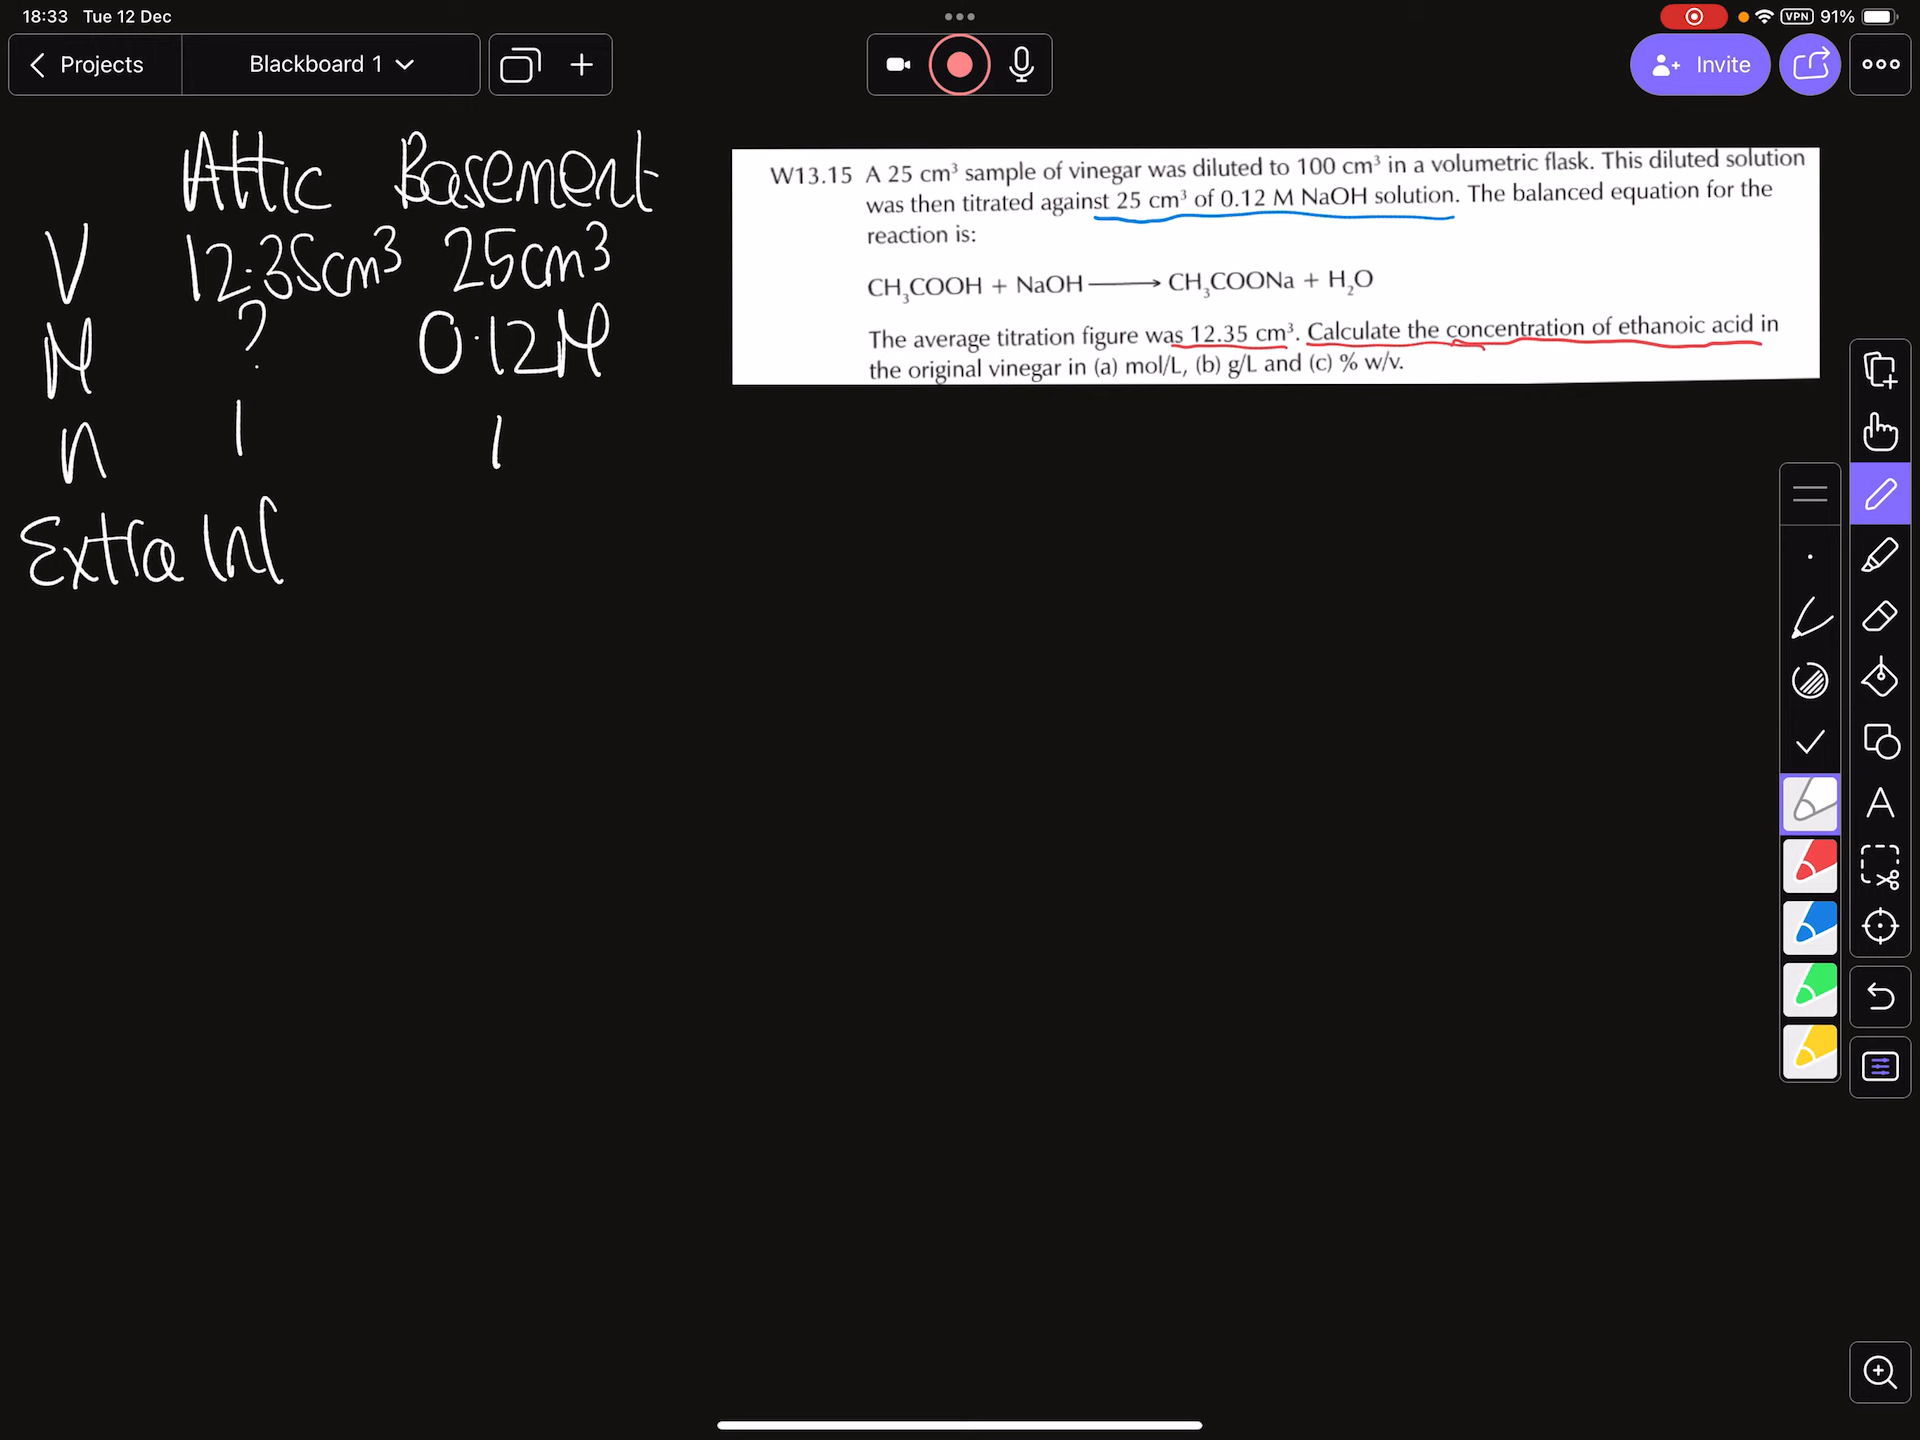 18:33 Tue 12 Dec
VPN 91%
Projects
Blackboard 1
Invite
Attic Basement
V 12.35cm³ 25cm³
M ? 0.12M
n 1 1
Extra Inf
W13.15 A 25 cm³ sample of vinegar was diluted to 100 cm³ in a volumetric flask. This diluted solution
was then titrated against 25 cm³ of 0.12 M NaOH solution. The balanced equation for the
reaction is:
CH₃COOH + NaOH ⟶ CH₃COONa + H₂O
The average titration figure was 12.35 cm³. Calculate the concentration of ethanoic acid in
the original vinegar in (a) mol/L, (b) g/L and (c) % w/v.
A